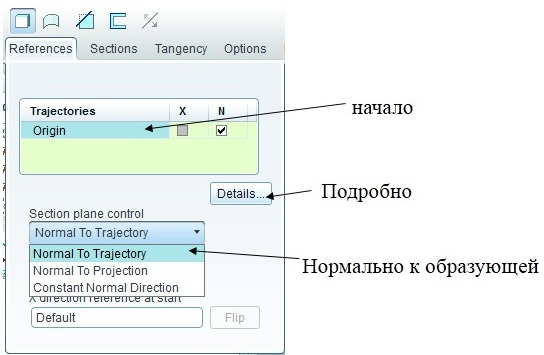 References Sections Tangency Options
Trajectories X N
Origin
начало
Details...
Подробно
Section plane control
Normal To Trajectory
Normal To Trajectory
Нормально к образующей
Normal To Projection
Constant Normal Direction
X direction reference at start
Default Flip